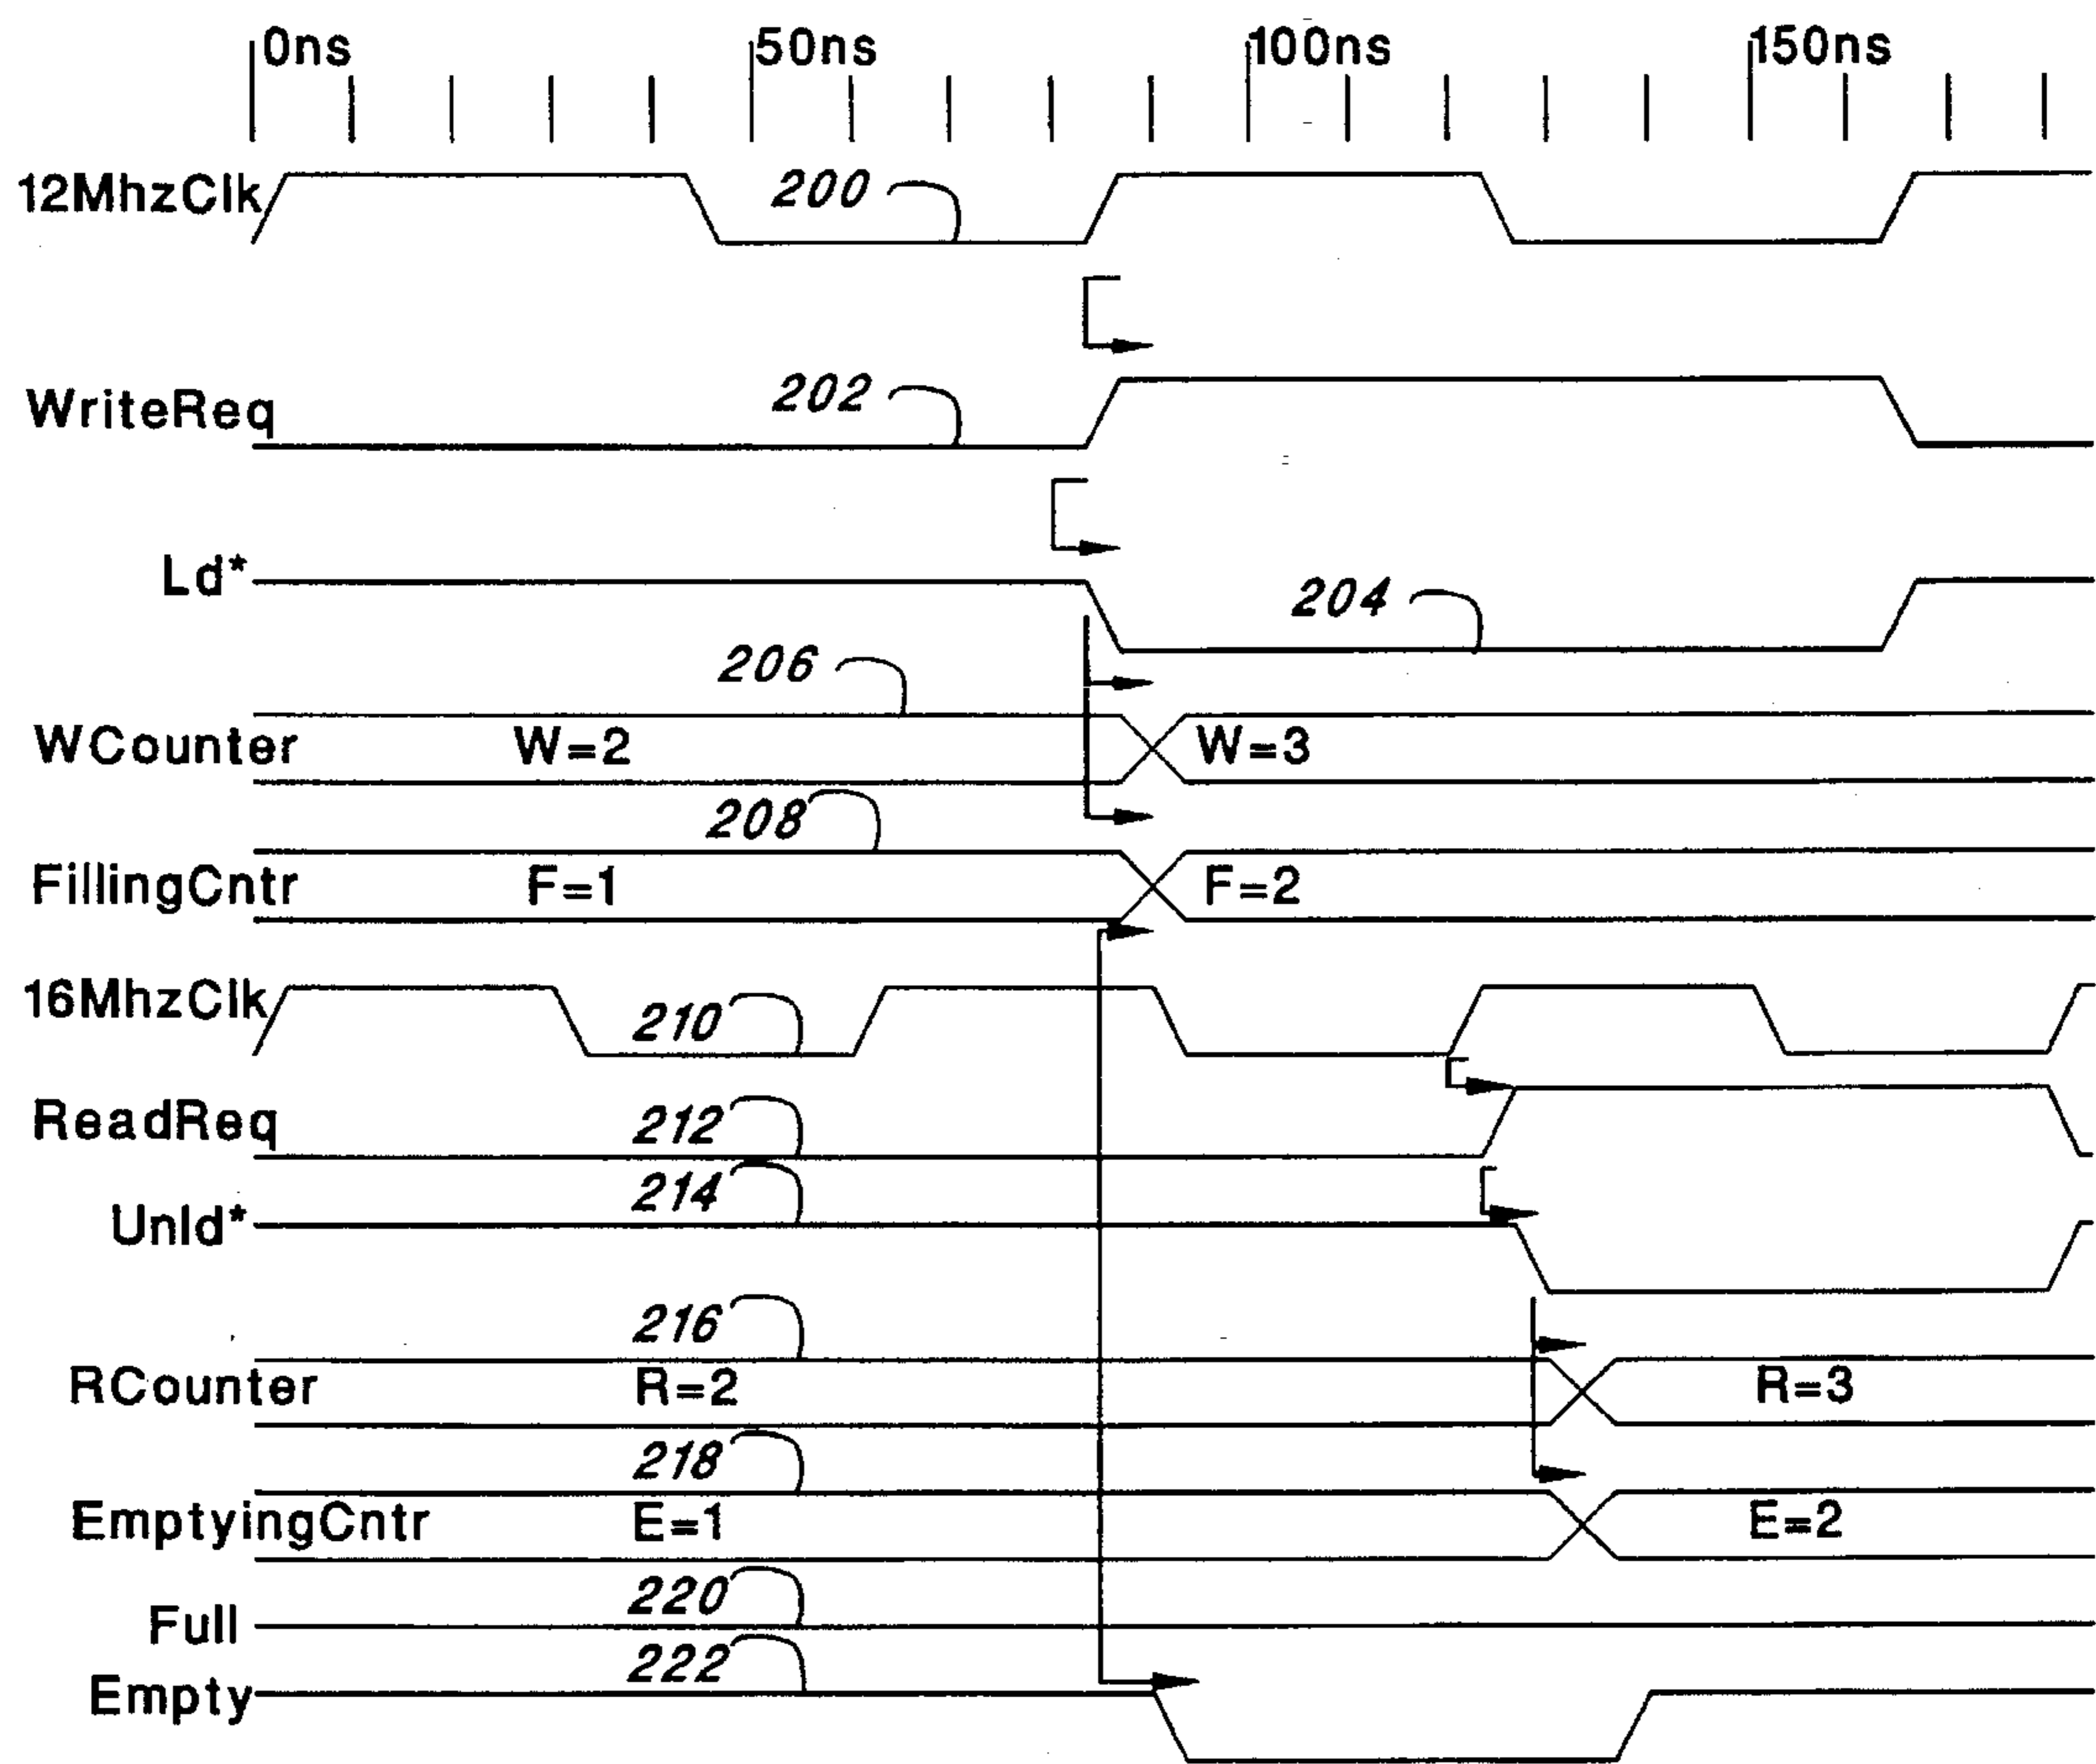 0ns 50ns 100ns 150ns
12MhzClk 200
WriteReq 202
Ld* 204
206
WCounter W=2 W=3
208
FillingCntr F=1 F=2
16MhzClk 210
ReadReq 212
214
Unld*
216
RCounter R=2 R=3
218
EmptyingCntr E=1 E=2
220
Full
222
Empty